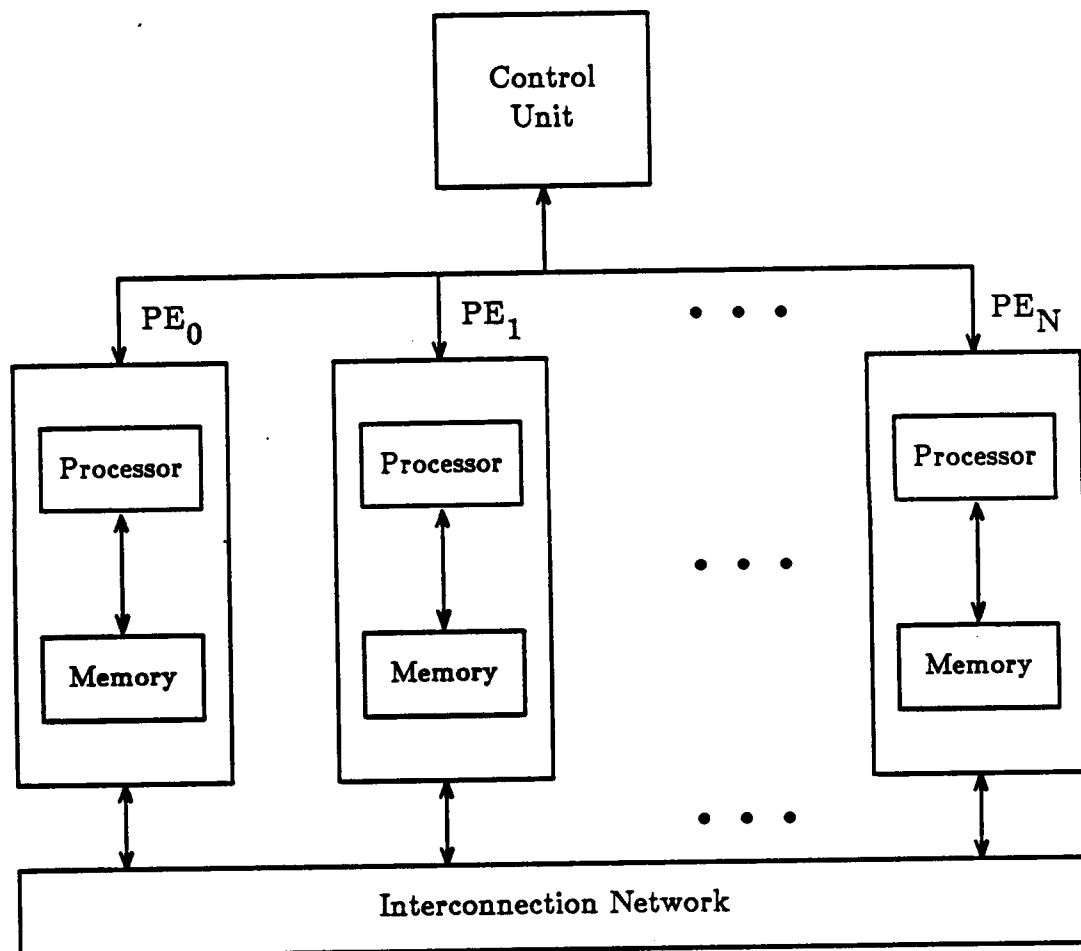 Control
Unit
PE0
PE1
PEN
Processor
Processor
Processor
Memory
Memory
Memory
Interconnection Network